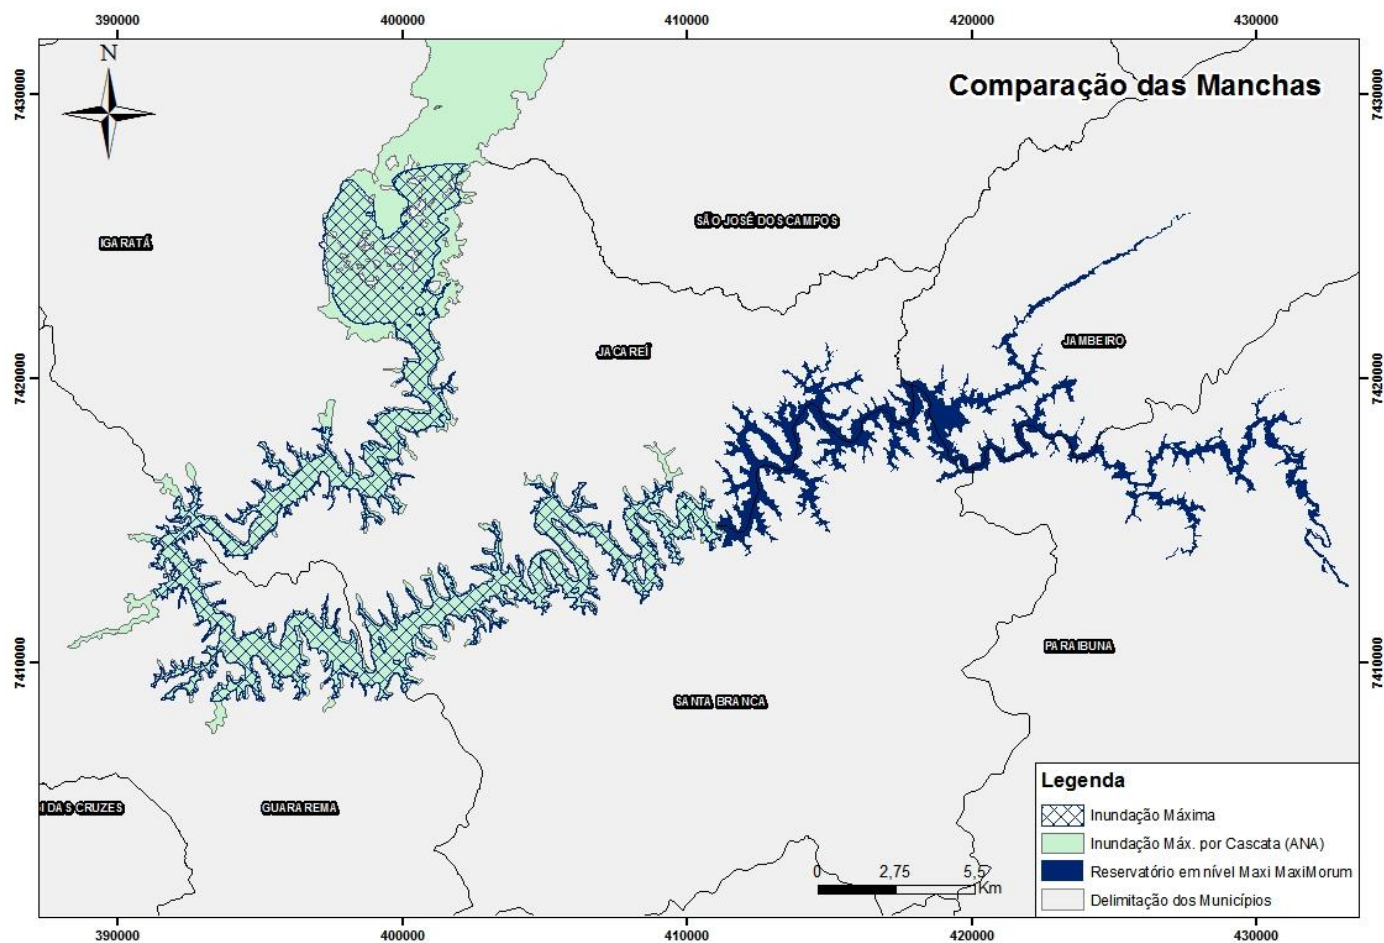 390000 400000 410000 420000 430000
N
Comparação das Manchas
7430000 7430000
SÃO JOSÉ DOS CAMPOS
IGARATÁ
JACAREÍ
JAMBEIRO
7420000 7420000
PARAIBUNA
7410000 7410000
SANTA BRANCA
I DAS CRUZES
GUARAREMA
Legenda
Inundação Máxima
Inundação Máx. por Cascata (ANA)
Reservatório em nível Maxi MaxiMorum
Delimitação dos Municípios
0 2,75 5,5
Km
390000 400000 410000 420000 430000